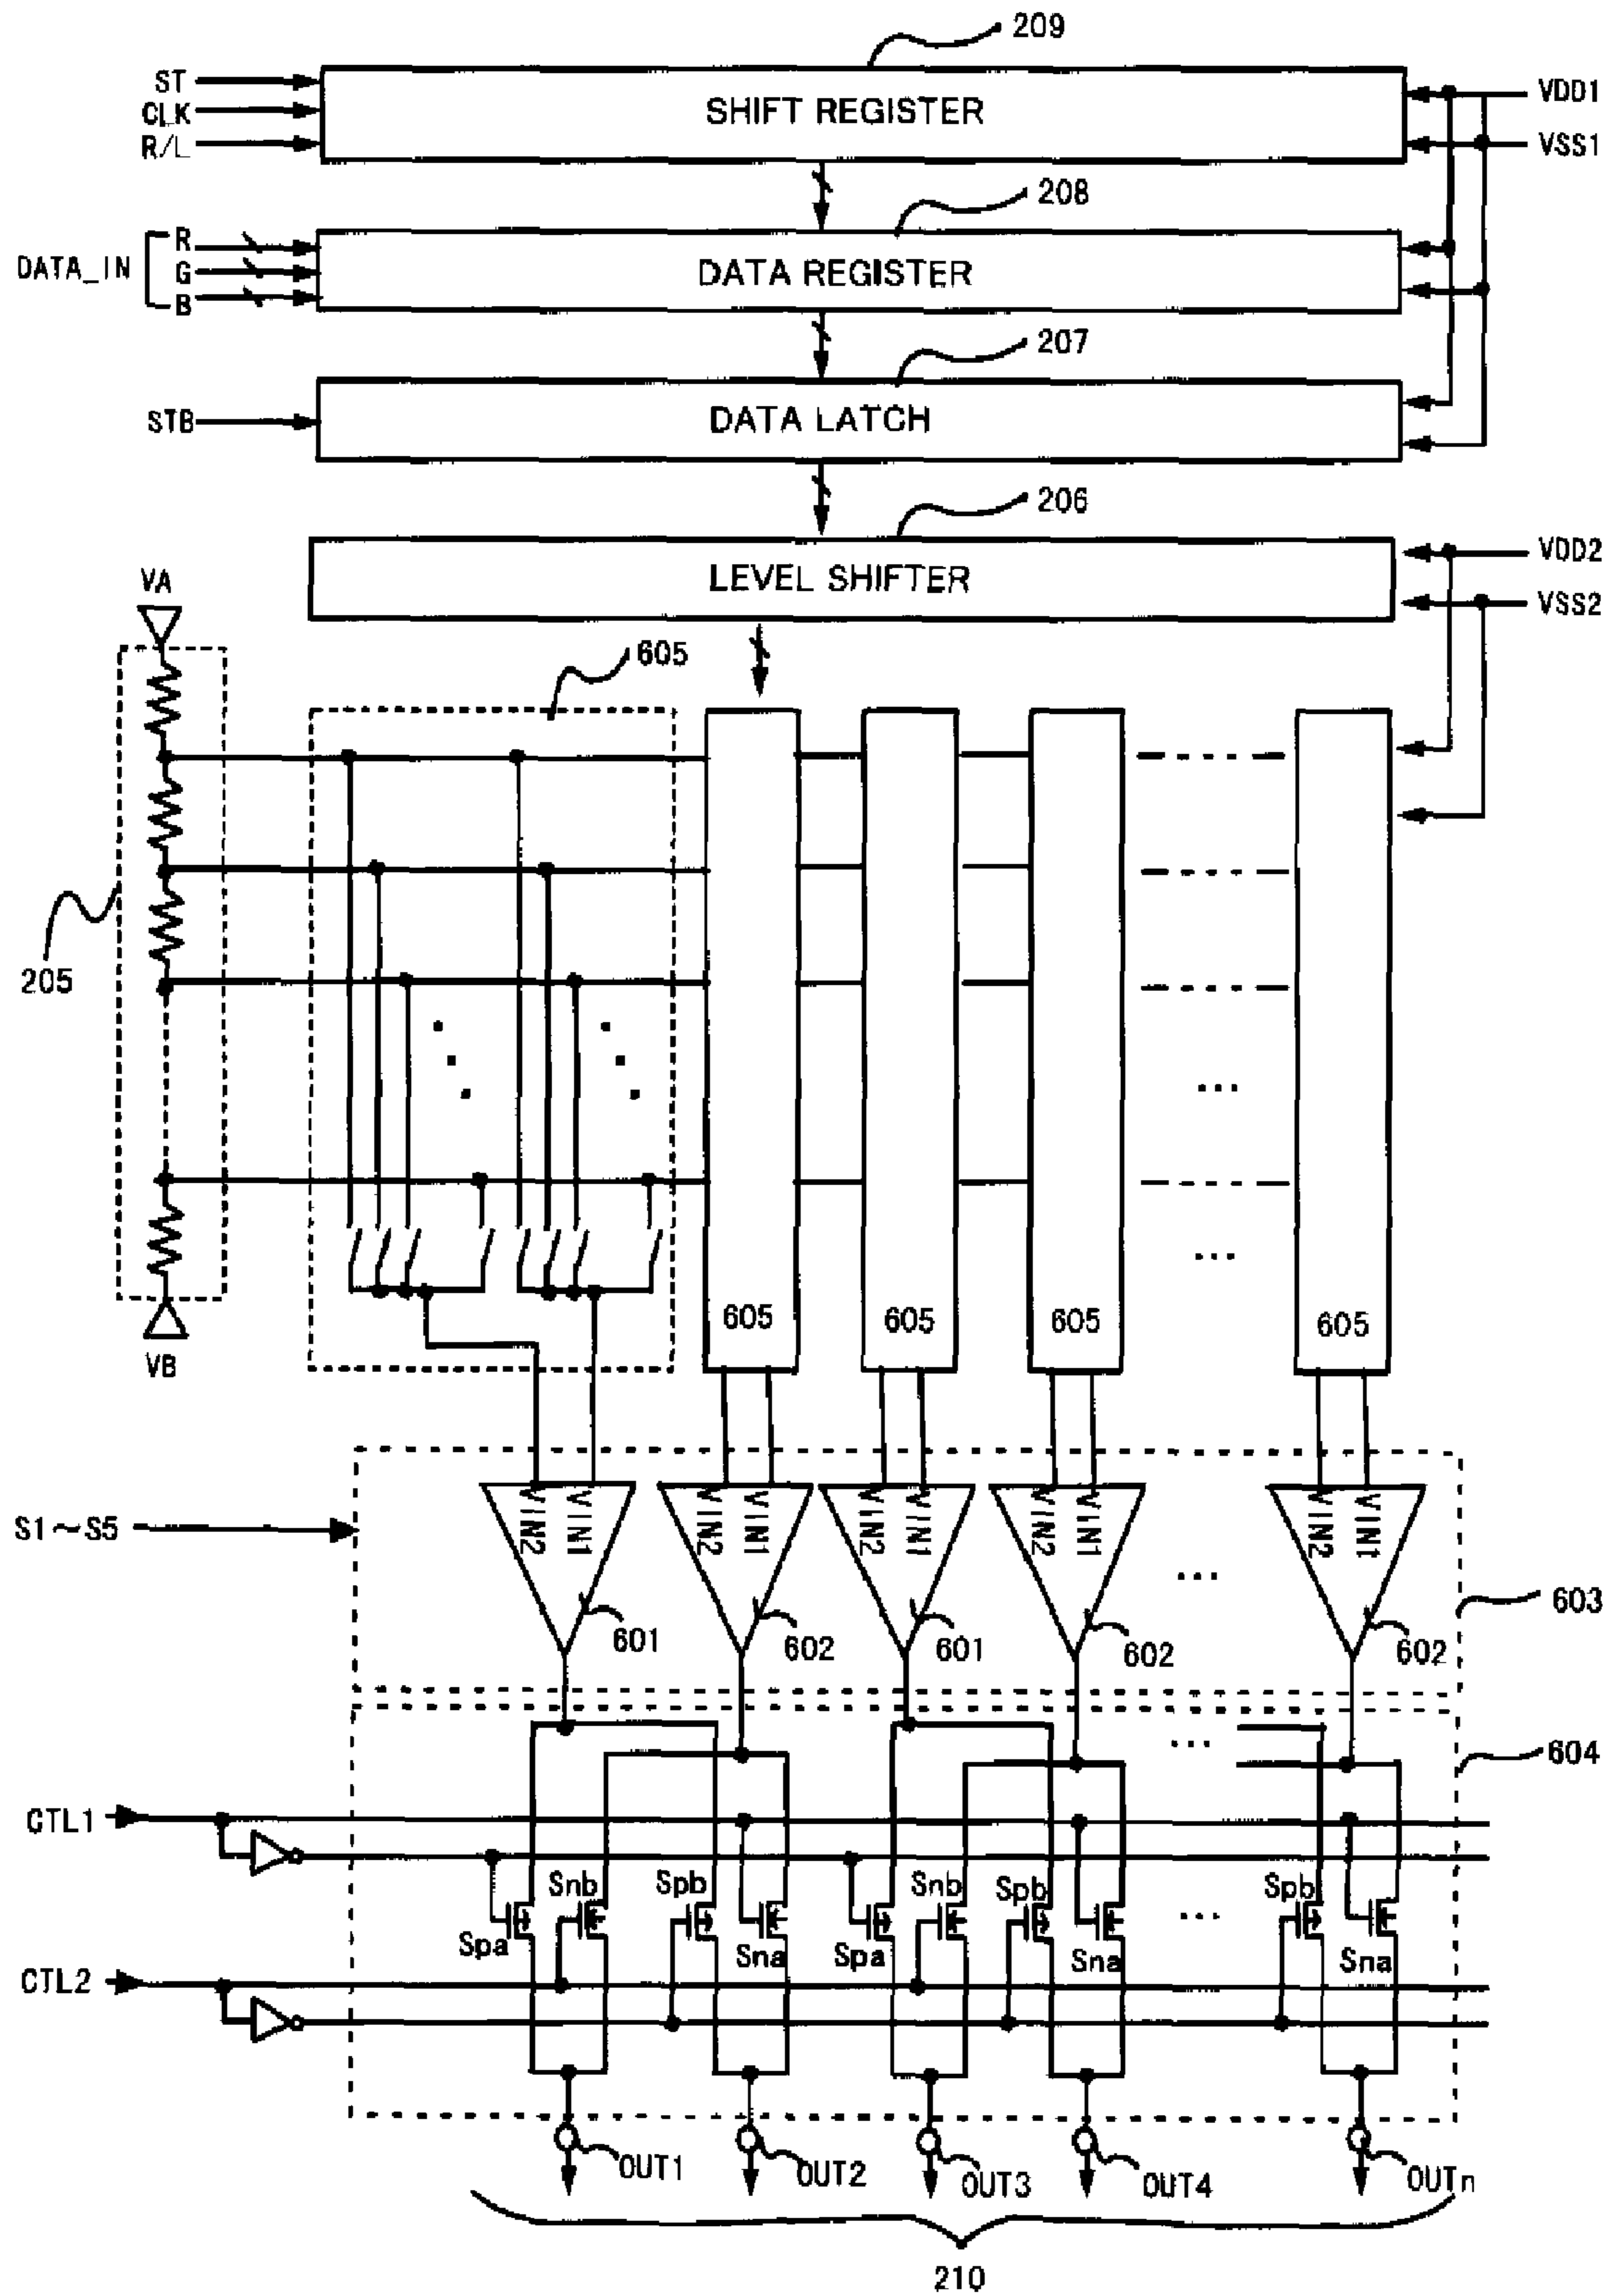 209
ST
CLK
R/L
SHIFT REGISTER
VDD1
VSS1
208
DATA_IN
R
G
B
DATA REGISTER
207
STB
DATA LATCH
206
LEVEL SHIFTER
VDD2
VSS2
VA
605
205
VB
605
605
605
605
S1~S5
VIN2
VIN1
VIN2
VIN1
VIN2
VIN1
VIN2
VIN1
...
VIN2
VIN1
601
602
601
602
602
603
604
CTL1
Snb
Spb
Snb
Spb
Spb
Spa
Sna
Spa
Sna
Sna
CTL2
OUT1
OUT2
OUT3
OUT4
OUTn
210